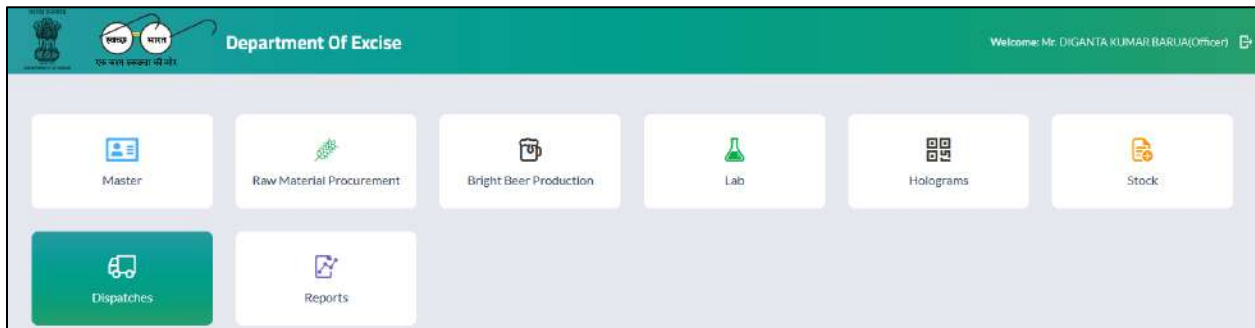 स्वच्छ भारत
एक कदम स्वच्छता की ओर
Department Of Excise
Welcome: Mr. DIGANTA KUMAR BARUA(Officer)
Master
Raw Material Procurement
Bright Beer Production
Lab
Holograms
Stock
Dispatches
Reports